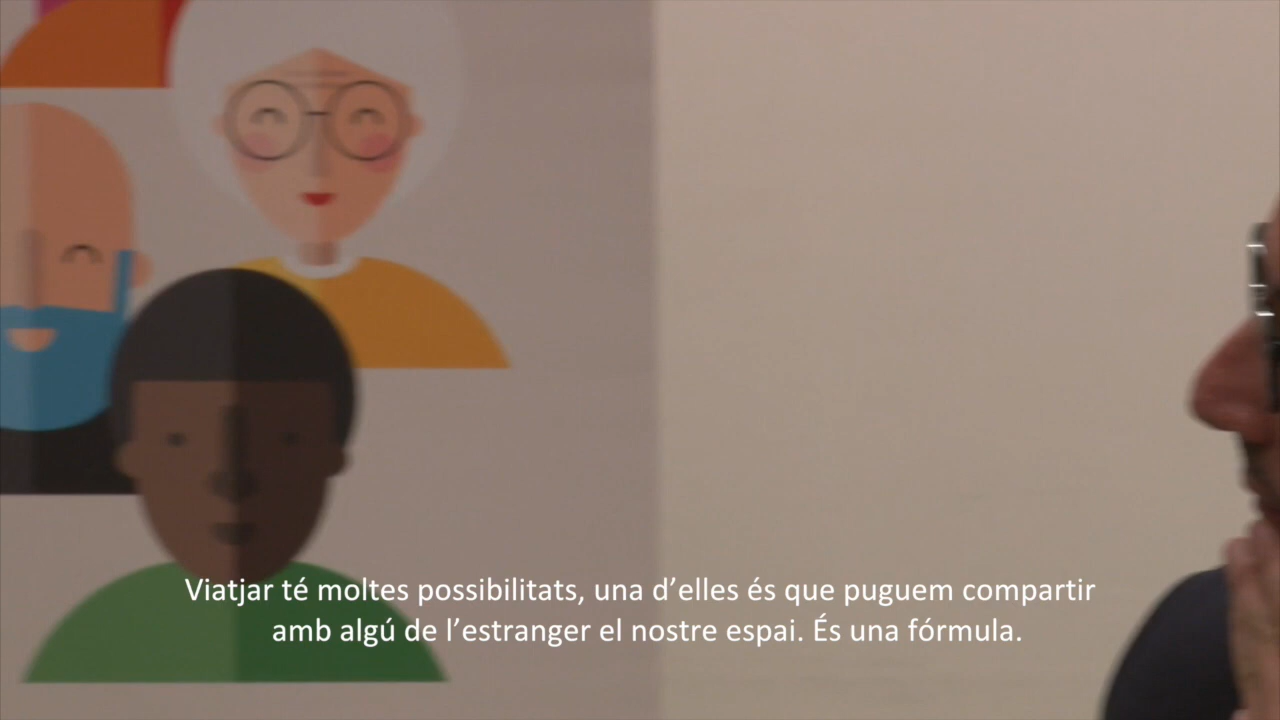 Viatjar té moltes possibilitats, una d’elles és que puguem compartir
amb algú de l’estranger el nostre espai. És una fórmula.